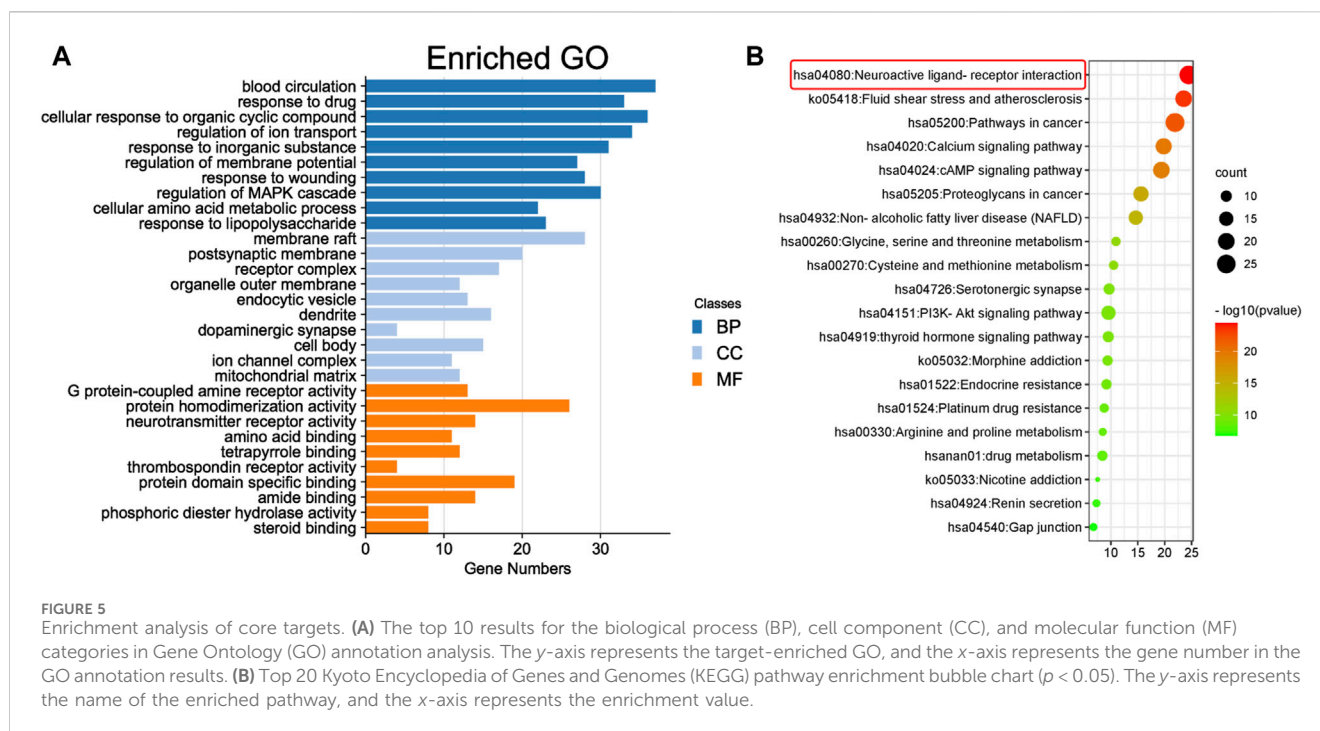 A
Enriched GO
blood circulation
response to drug
cellular response to organic cyclic compound
regulation of ion transport
response to inorganic substance
regulation of membrane potential
response to wounding
regulation of MAPK cascade
cellular amino acid metabolic process
response to lipopolysaccharide
membrane raft
postsynaptic membrane
receptor complex
organelle outer membrane
endocytic vesicle
dendrite
dopaminergic synapse
cell body
ion channel complex
mitochondrial matrix
G protein-coupled amine receptor activity
protein homodimerization activity
neurotransmitter receptor activity
amino acid binding
tetrapyrrole binding
thrombospondin receptor activity
protein domain specific binding
amide binding
phosphoric diester hydrolase activity
steroid binding
0 10 20 30
Gene Numbers
Classes
BP
CC
MF
B
hsa04080:Neuroactive ligand- receptor interaction
ko05418:Fluid shear stress and atherosclerosis
hsa05200:Pathways in cancer
hsa04020:Calcium signaling pathway
hsa04024:cAMP signaling pathway
hsa05205:Proteoglycans in cancer
hsa04932:Non- alcoholic fatty liver disease (NAFLD)
hsa00260:Glycine, serine and threonine metabolism
hsa00270:Cysteine and methionine metabolism
hsa04726:Serotonergic synapse
hsa04151:PI3K- Akt signaling pathway
hsa04919:thyroid hormone signaling pathway
ko05032:Morphine addiction
hsa01522:Endocrine resistance
hsa01524:Platinum drug resistance
hsa00330:Arginine and proline metabolism
hsanan01:drug metabolism
ko05033:Nicotine addiction
hsa04924:Renin secretion
hsa04540:Gap junction
10 15 20 25
count
10
15
20
25
- log10(pvalue)
20
15
10
FIGURE 5
Enrichment analysis of core targets. (A) The top 10 results for the biological process (BP), cell component (CC), and molecular function (MF)
categories in Gene Ontology (GO) annotation analysis. The y-axis represents the target-enriched GO, and the x-axis represents the gene number in the
GO annotation results. (B) Top 20 Kyoto Encyclopedia of Genes and Genomes (KEGG) pathway enrichment bubble chart (p < 0.05). The y-axis represents
the name of the enriched pathway, and the x-axis represents the enrichment value.